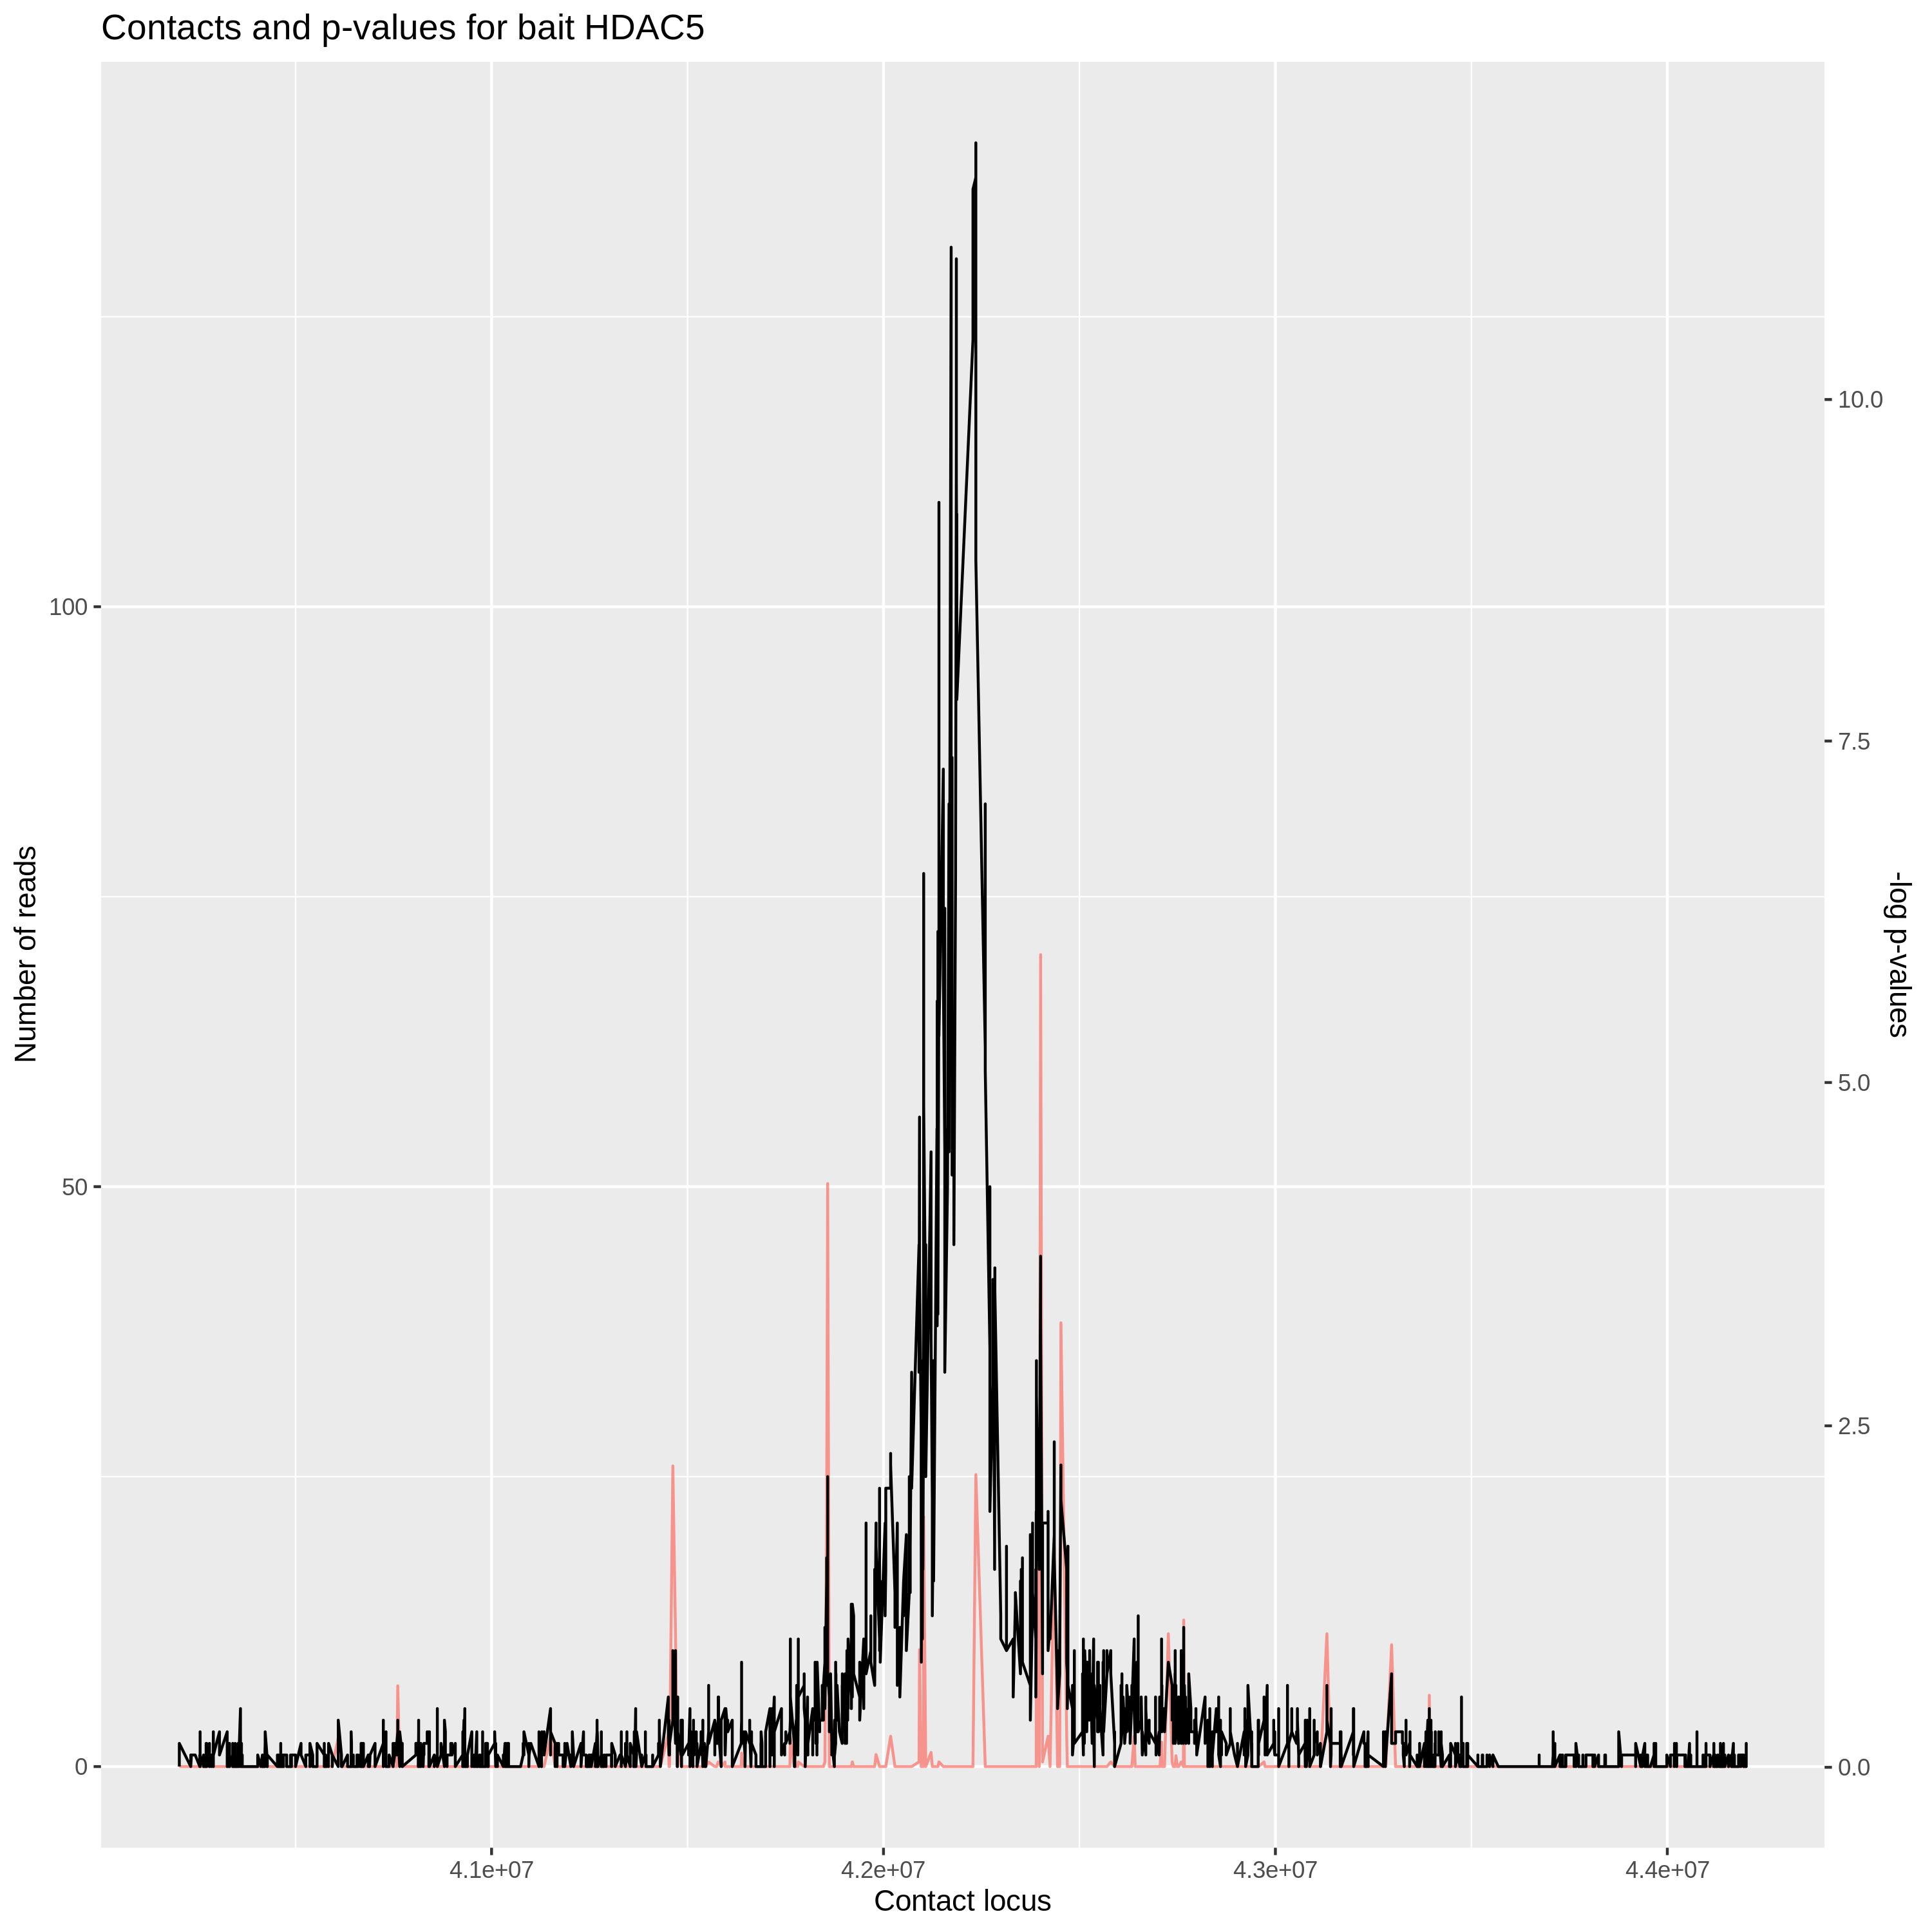 Contacts and p-values for bait HDAC5
Number of reads
100
50
0
10.0
7.5
5.0
2.5
0.0
-log p-values
4.1e+07 4.2e+07 4.3e+07 4.4e+07
Contact locus